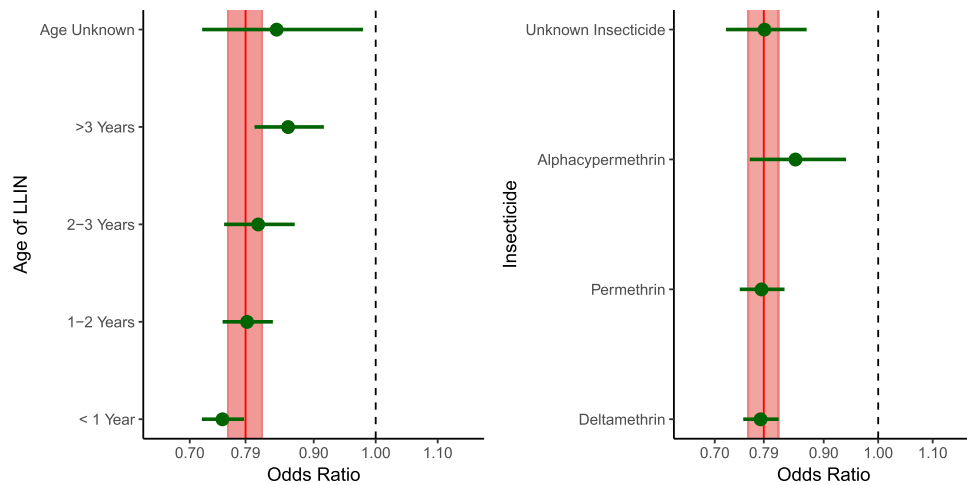 Age of LLIN
Age Unknown
>3 Years
2−3 Years
1−2 Years
< 1 Year
0.70 0.79 0.90 1.00 1.10
Odds Ratio
Insecticide
Unknown Insecticide
Alphacypermethrin
Permethrin
Deltamethrin
0.70 0.79 0.90 1.00 1.10
Odds Ratio